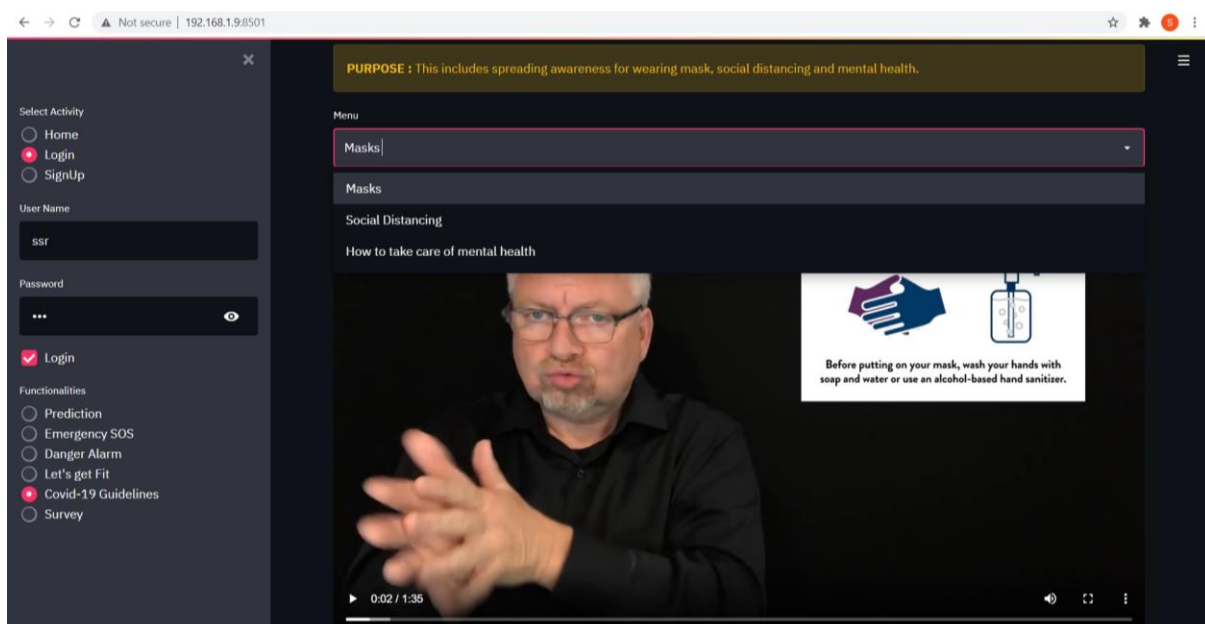 Not secure | 192.168.1.9:8501
S
PURPOSE : This includes spreading awareness for wearing mask, social distancing and mental health.
Select Activity
Home
Login
SignUp
User Name
ssr
Password
•••
Login
Functionalities
Prediction
Emergency SOS
Danger Alarm
Let's get Fit
Covid-19 Guidelines
Survey
Menu
Masks
Masks
Social Distancing
How to take care of mental health
Before putting on your mask, wash your hands with
soap and water or use an alcohol-based hand sanitizer.
0:02 / 1:35